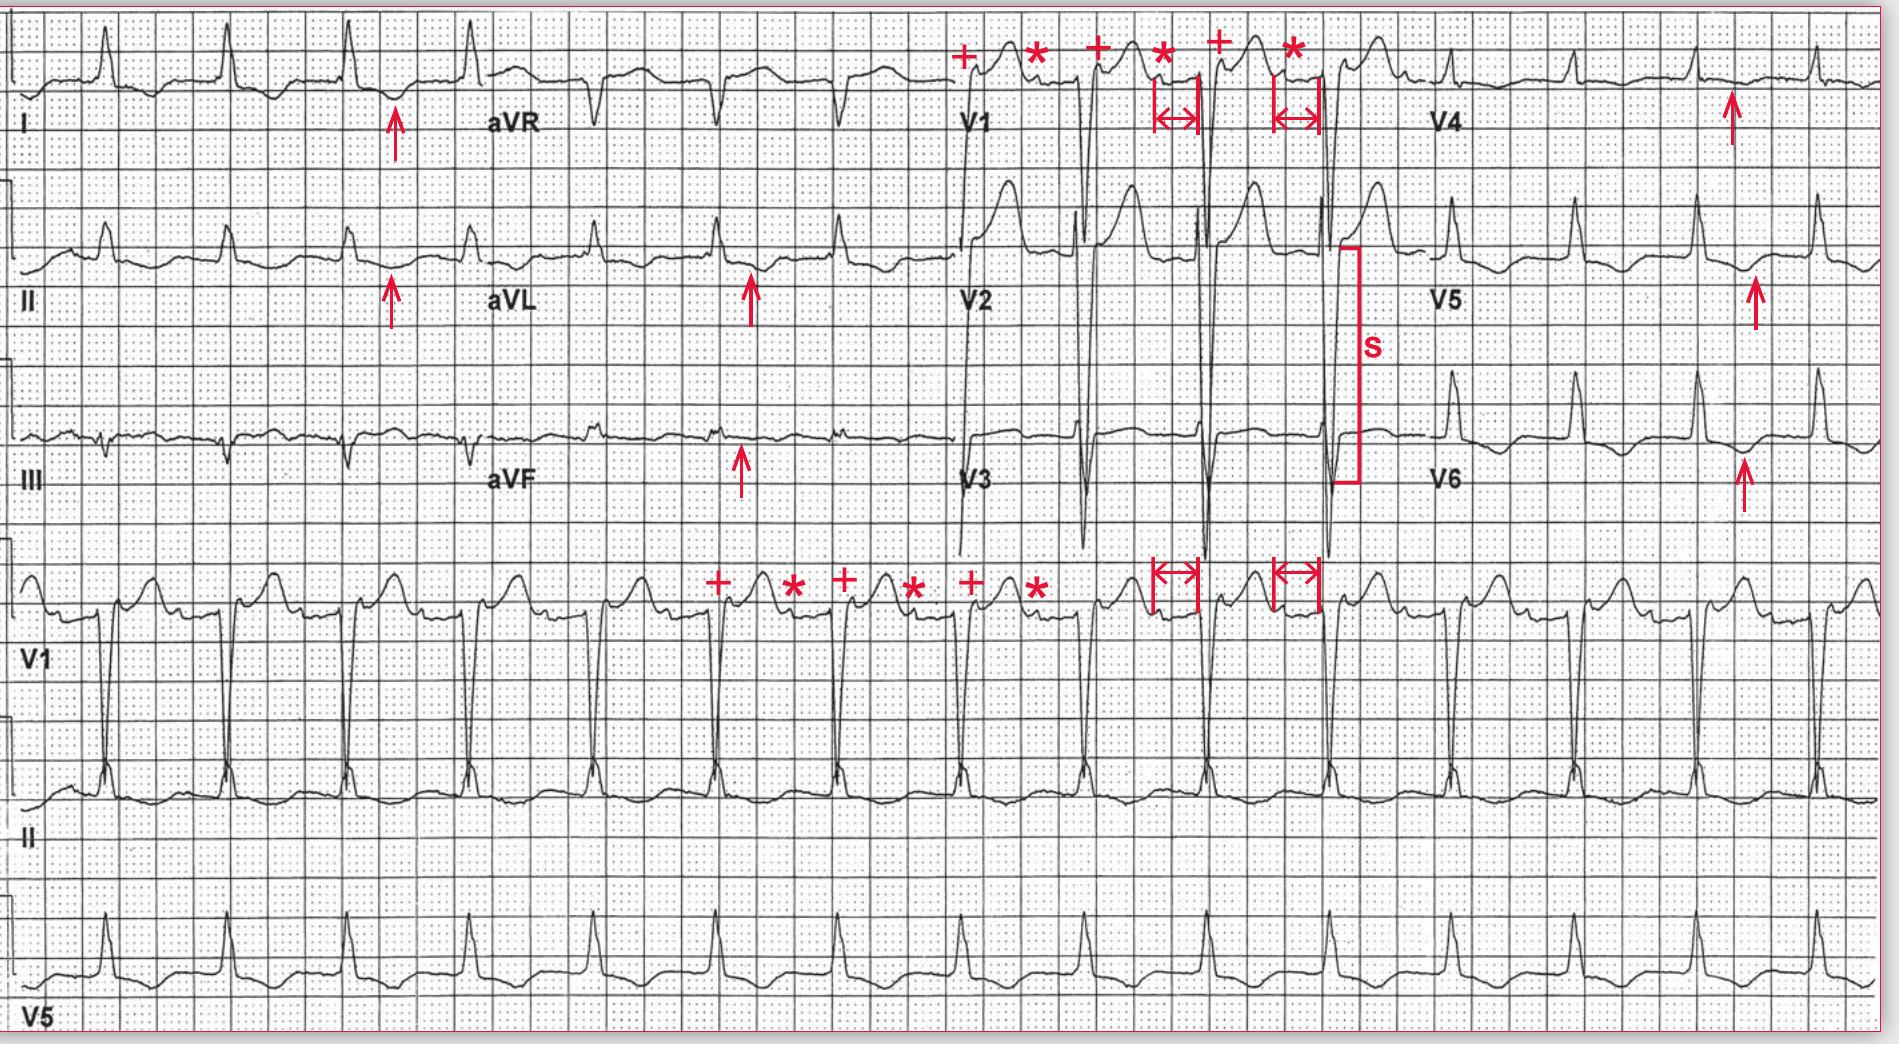 + * + * + *
I aVR V1 V4
II aVL V2 V5
S
III aVF V3 V6
+ * + * + *
V1
II
V5